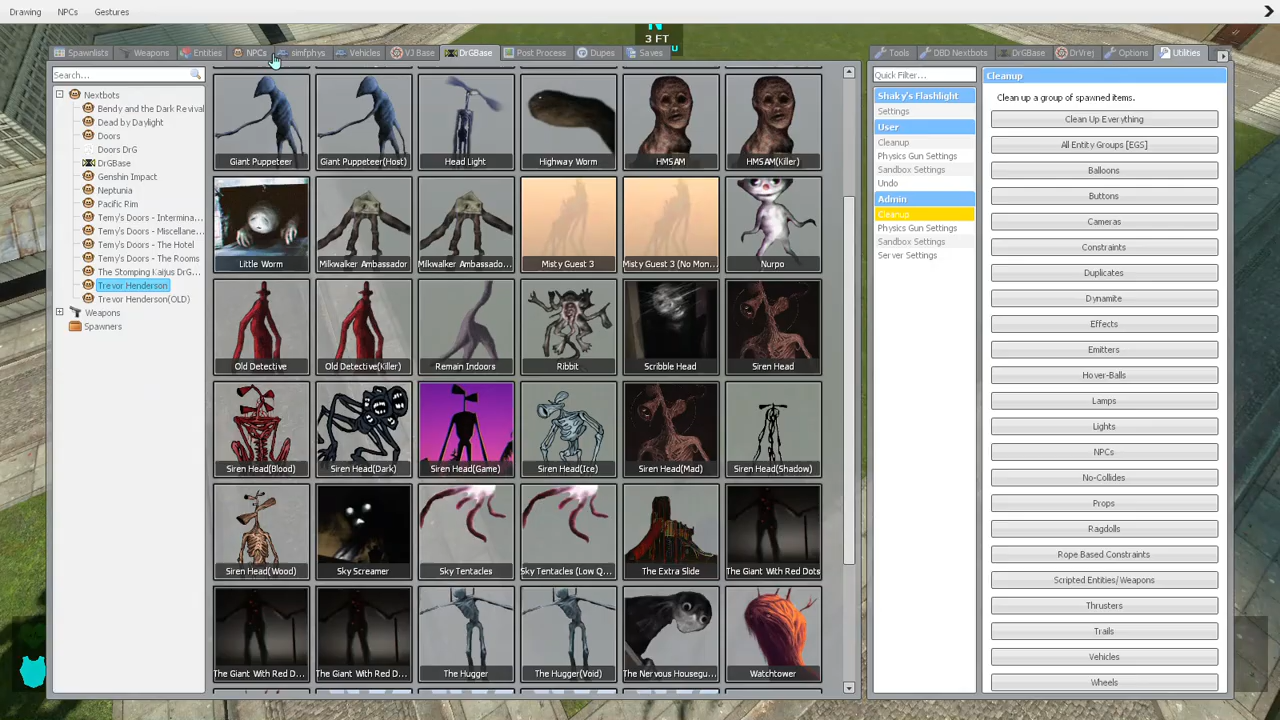 Drawing NPCs Gestures
N
3 FT
u
Spawnlists Weapons Entities NPCs simfphys Vehicles VJ Base DrGBase Post Process Dupes Saves
Tools DBD Nextbots DrGBase DrVrej Options Utilities
Search...
Nextbots
Bendy and the Dark Revival
Dead by Daylight
Doors
Doors DrG
DrGBase
Genshin Impact
Neptunia
Pacific Rim
Temy's Doors - Intermina...
Temy's Doors - Miscellane...
Temy's Doors - The Hotel
Temy's Doors - The Rooms
The Stomping Kaijus DrG...
Trevor Henderson
Trevor Henderson(OLD)
Weapons
Spawners
Giant Puppeteer Giant Puppeteer(Host) Head Light Highway Worm HMSAM HMSAM(Killer)
Little Worm Milkwalker Ambassador Milkwalker Ambassado... Misty Guest 3 Misty Guest 3 (No Mon... Nurpo
Old Detective Old Detective(Killer) Remain Indoors Ribbit Scribble Head Siren Head
Siren Head(Blood) Siren Head(Dark) Siren Head(Game) Siren Head(Ice) Siren Head(Mad) Siren Head(Shadow)
Siren Head(Wood) Sky Screamer Sky Tentacles Sky Tentacles (Low Q... The Extra Slide The Giant With Red Dots
The Giant With Red D... The Giant With Red D... The Hugger The Hugger(Void) The Nervous Housegu... Watchtower
Quick Filter...
Shaky's Flashlight
Settings
User
Cleanup
Physics Gun Settings
Sandbox Settings
Undo
Admin
Cleanup
Physics Gun Settings
Sandbox Settings
Server Settings
Cleanup
Clean up a group of spawned items.
Clean Up Everything
All Entity Groups [EGS]
Balloons
Buttons
Cameras
Constraints
Duplicates
Dynamite
Effects
Emitters
Hover-Balls
Lamps
Lights
NPCs
No-Collides
Props
Ragdolls
Rope Based Constraints
Scripted Entities/Weapons
Thrusters
Trails
Vehicles
Wheels